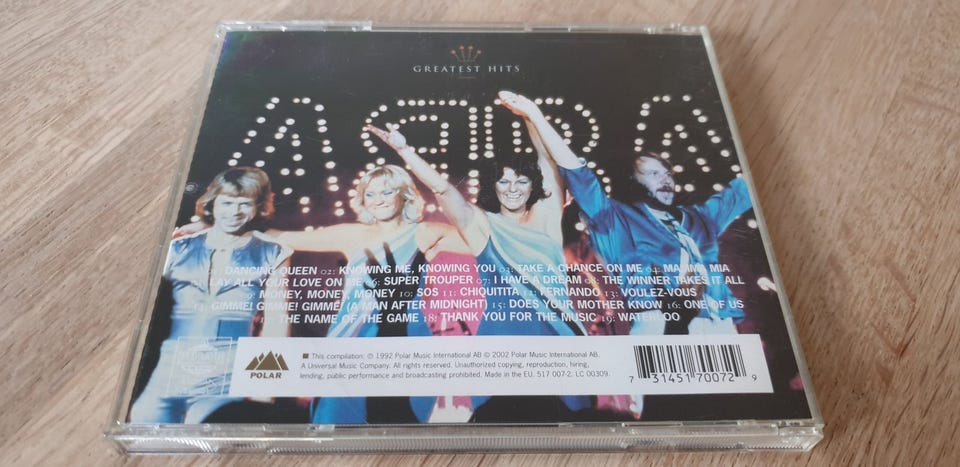 GREATEST HITS
ABBA
01: DANCING QUEEN 02: KNOWING ME, KNOWING YOU 03: TAKE A CHANCE ON ME 04: MAMMA MIA
LAY ALL YOUR LOVE ON ME 06: SUPER TROUPER 07: I HAVE A DREAM 08: THE WINNER TAKES IT ALL
09: MONEY, MONEY, MONEY 10: SOS 11: CHIQUITITA 12: FERNANDO 13: VOULEZ-VOUS
14: GIMME! GIMME! GIMME! (A MAN AFTER MIDNIGHT) 15: DOES YOUR MOTHER KNOW 16: ONE OF US
THE NAME OF THE GAME 18: THANK YOU FOR THE MUSIC 19: WATERLOO
POLAR
This compilation: ℗ 1992 Polar Music International AB © 2002 Polar Music International AB.
A Universal Music Company. All rights reserved. Unauthorized copying, reproduction, hiring,
lending, public performance and broadcasting prohibited. Made in the EU. 517 007-2. LC 00309.
7 31451 70072 9